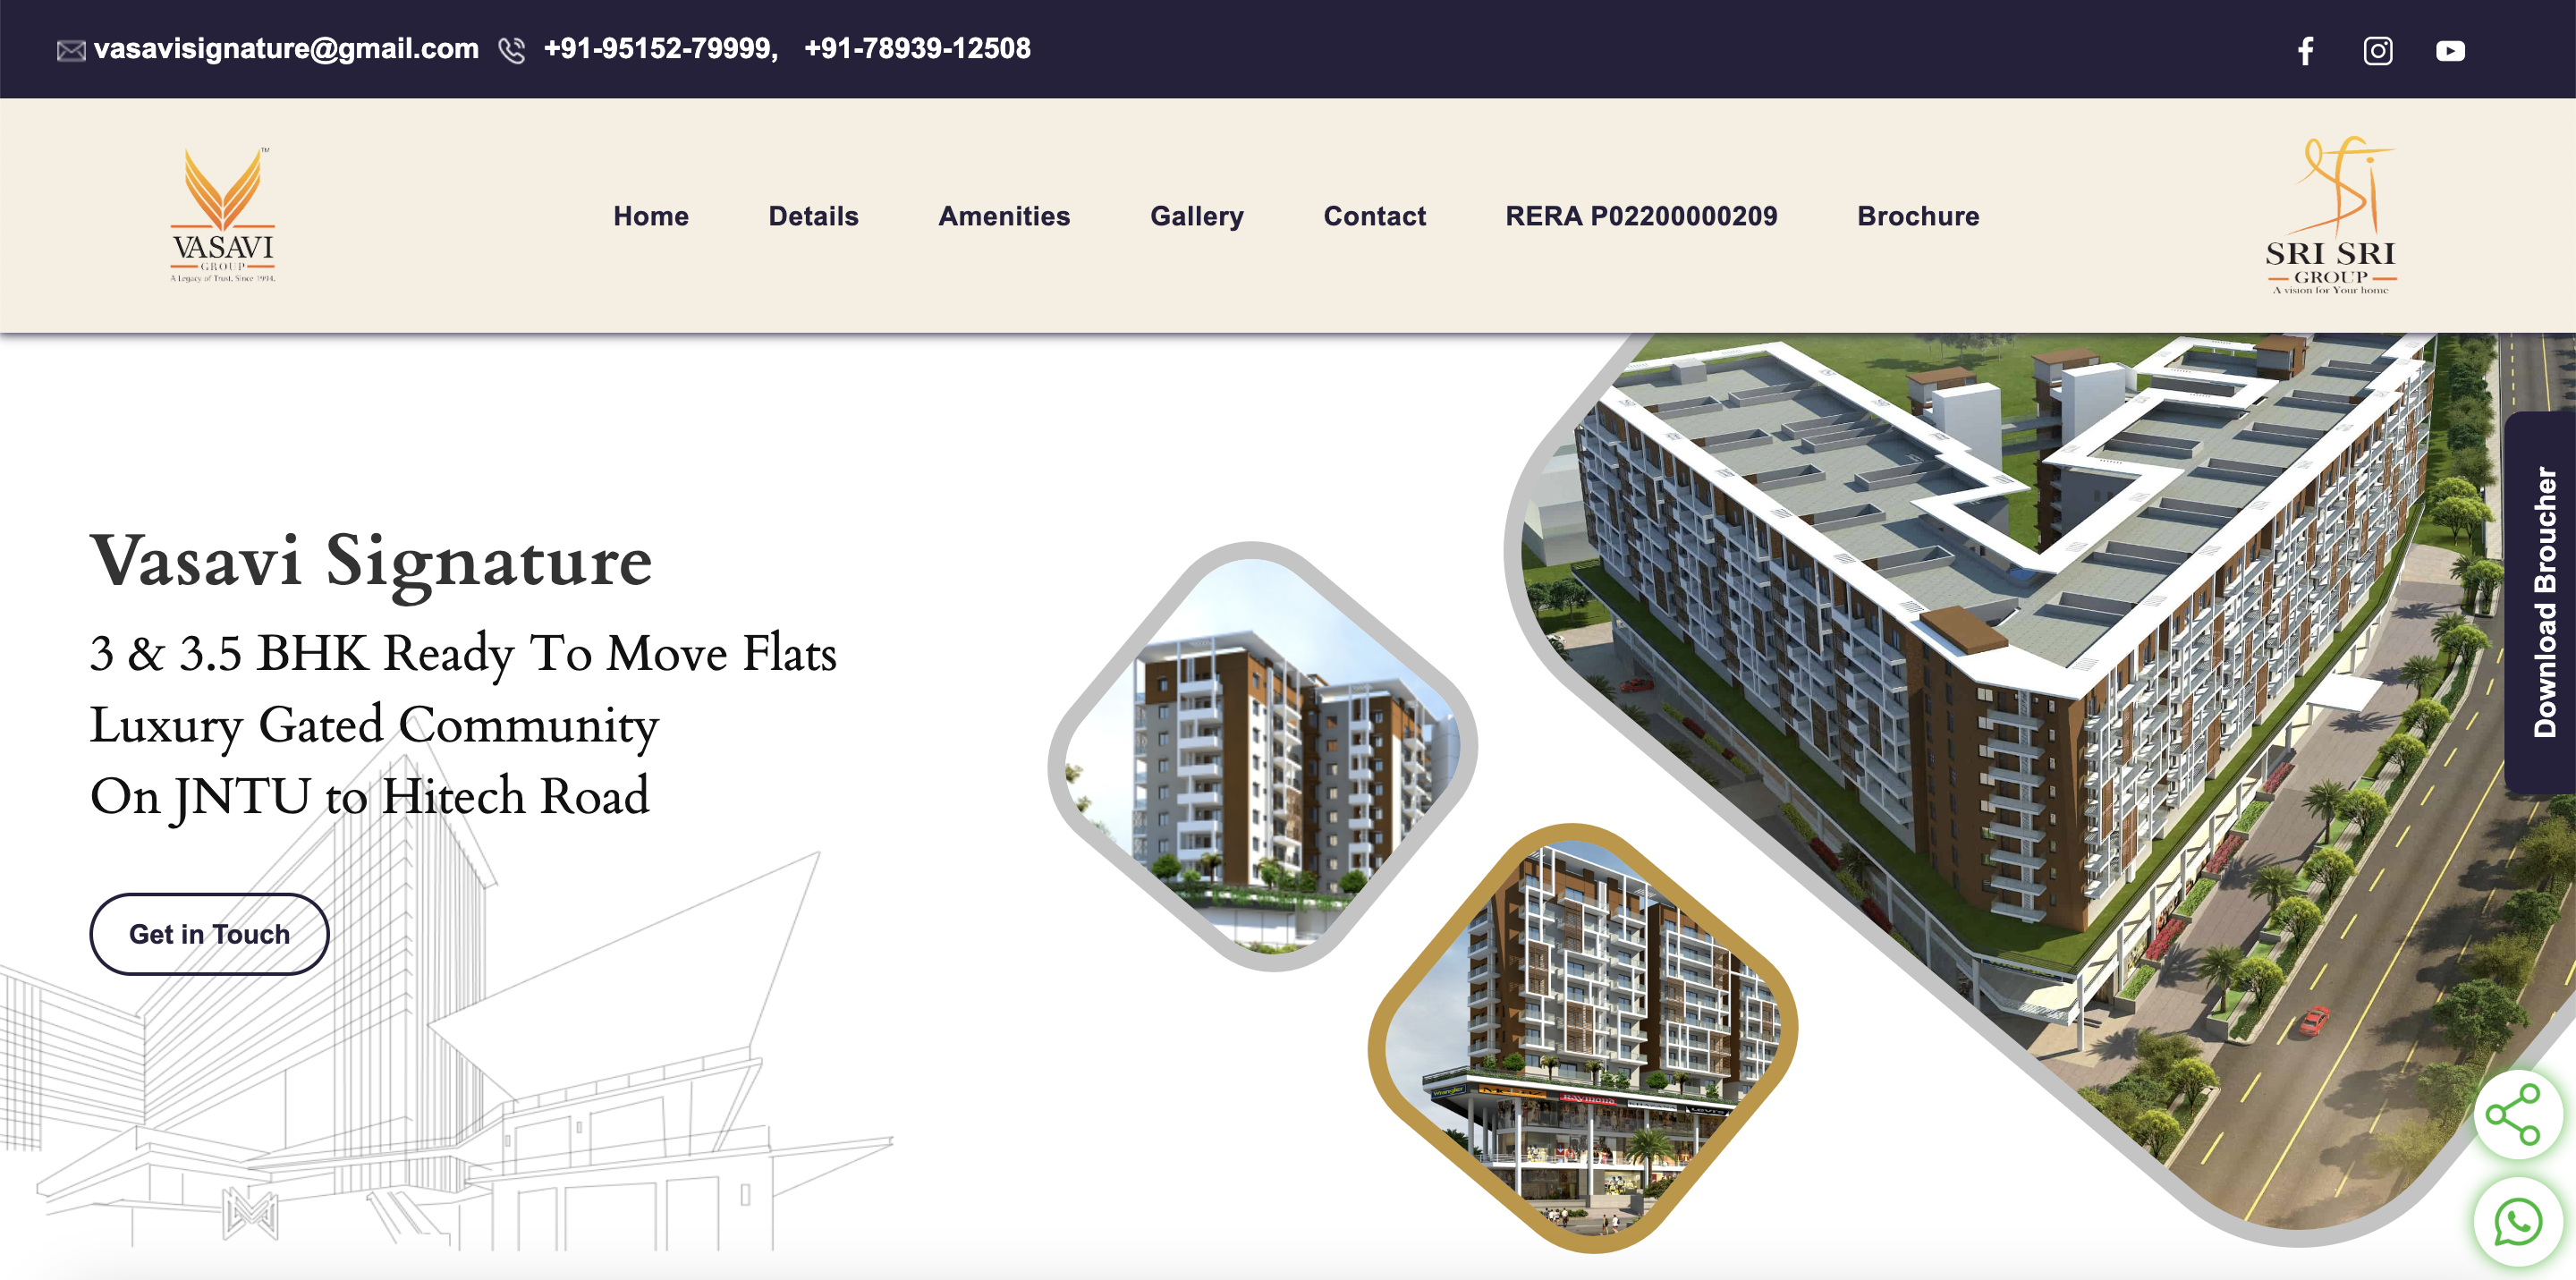 vasavisignature@gmail.com +91-95152-79999, +91-78939-12508
TM
VASAVI
GROUP
A Legacy of Trust. Since 1994.
Home Details Amenities Gallery Contact RERA P02200000209 Brochure
SRI SRI
GROUP
A vision for Your home
Vasavi Signature
3 & 3.5 BHK Ready To Move Flats
Luxury Gated Community
On JNTU to Hitech Road
Get in Touch
Download Broucher